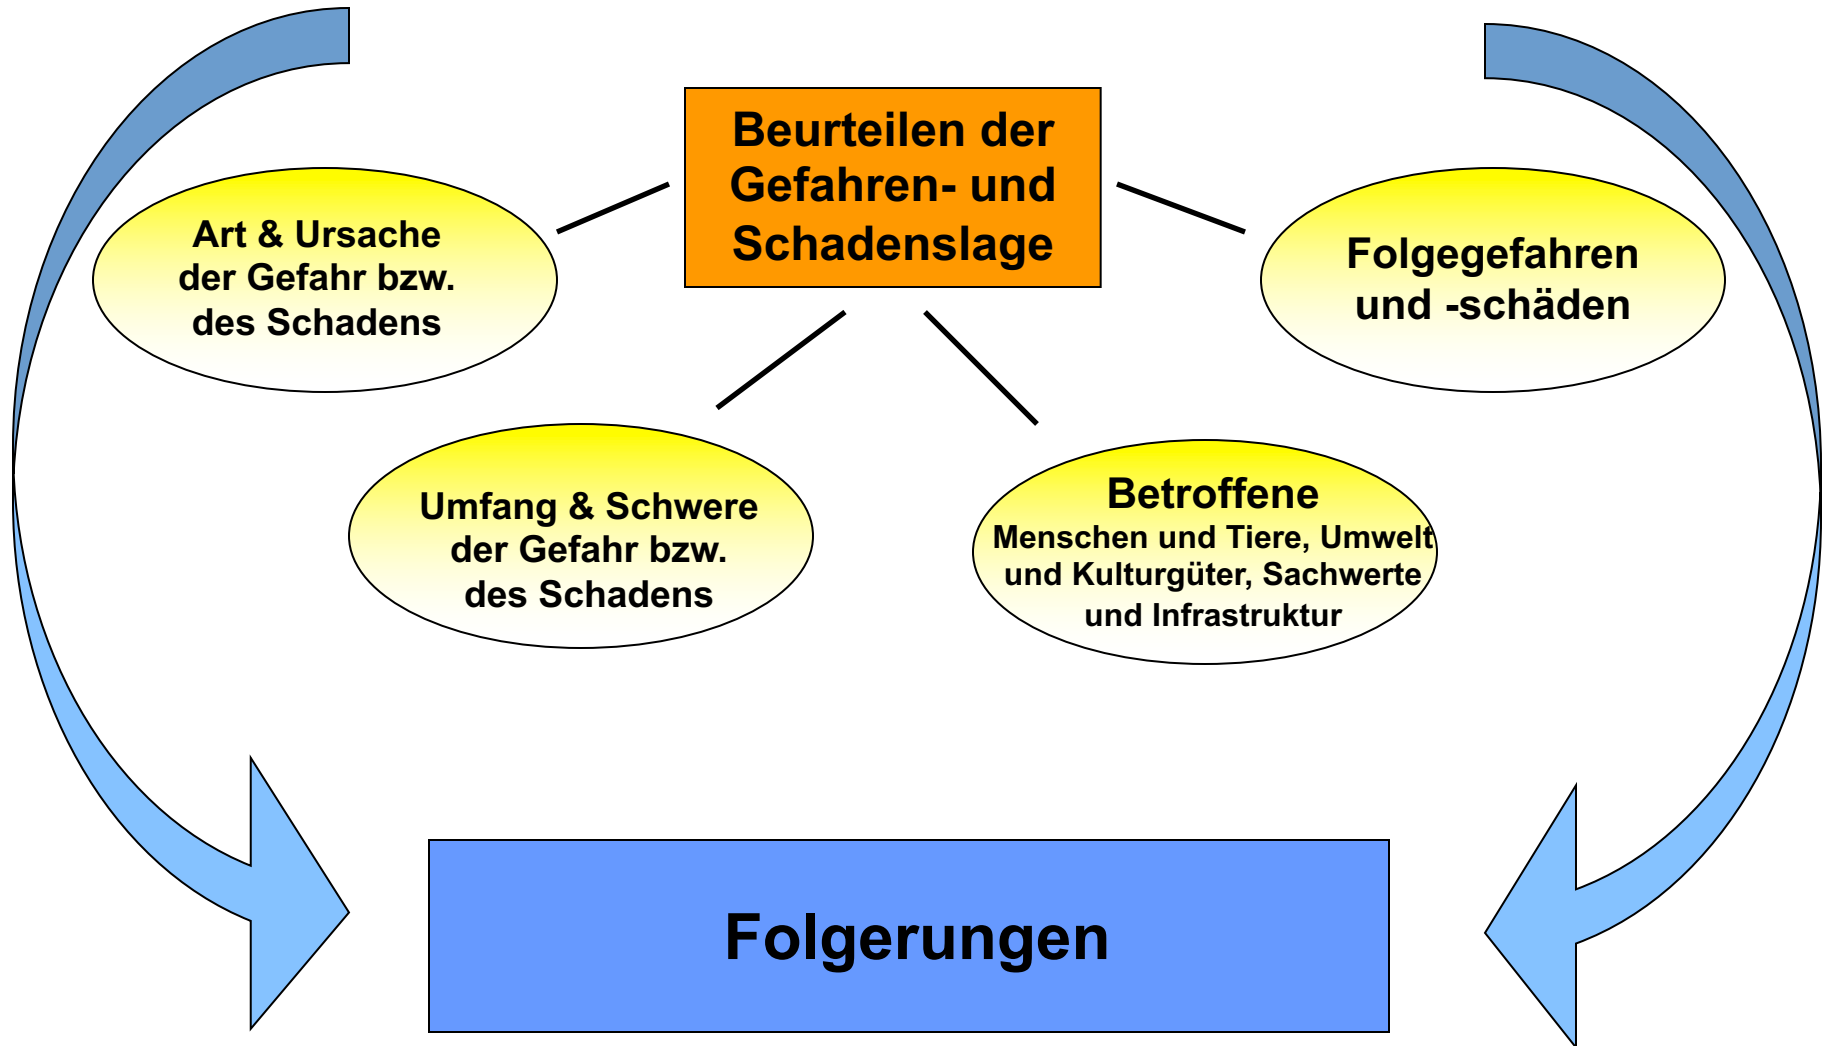 Beurteilen der
Gefahren- und
Schadenslage
Art & Ursache
der Gefahr bzw.
des Schadens
Folgegefahren
und -schäden
Umfang & Schwere
der Gefahr bzw.
des Schadens
Betroffene
Menschen und Tiere, Umwelt
und Kulturgüter, Sachwerte
und Infrastruktur
Folgerungen